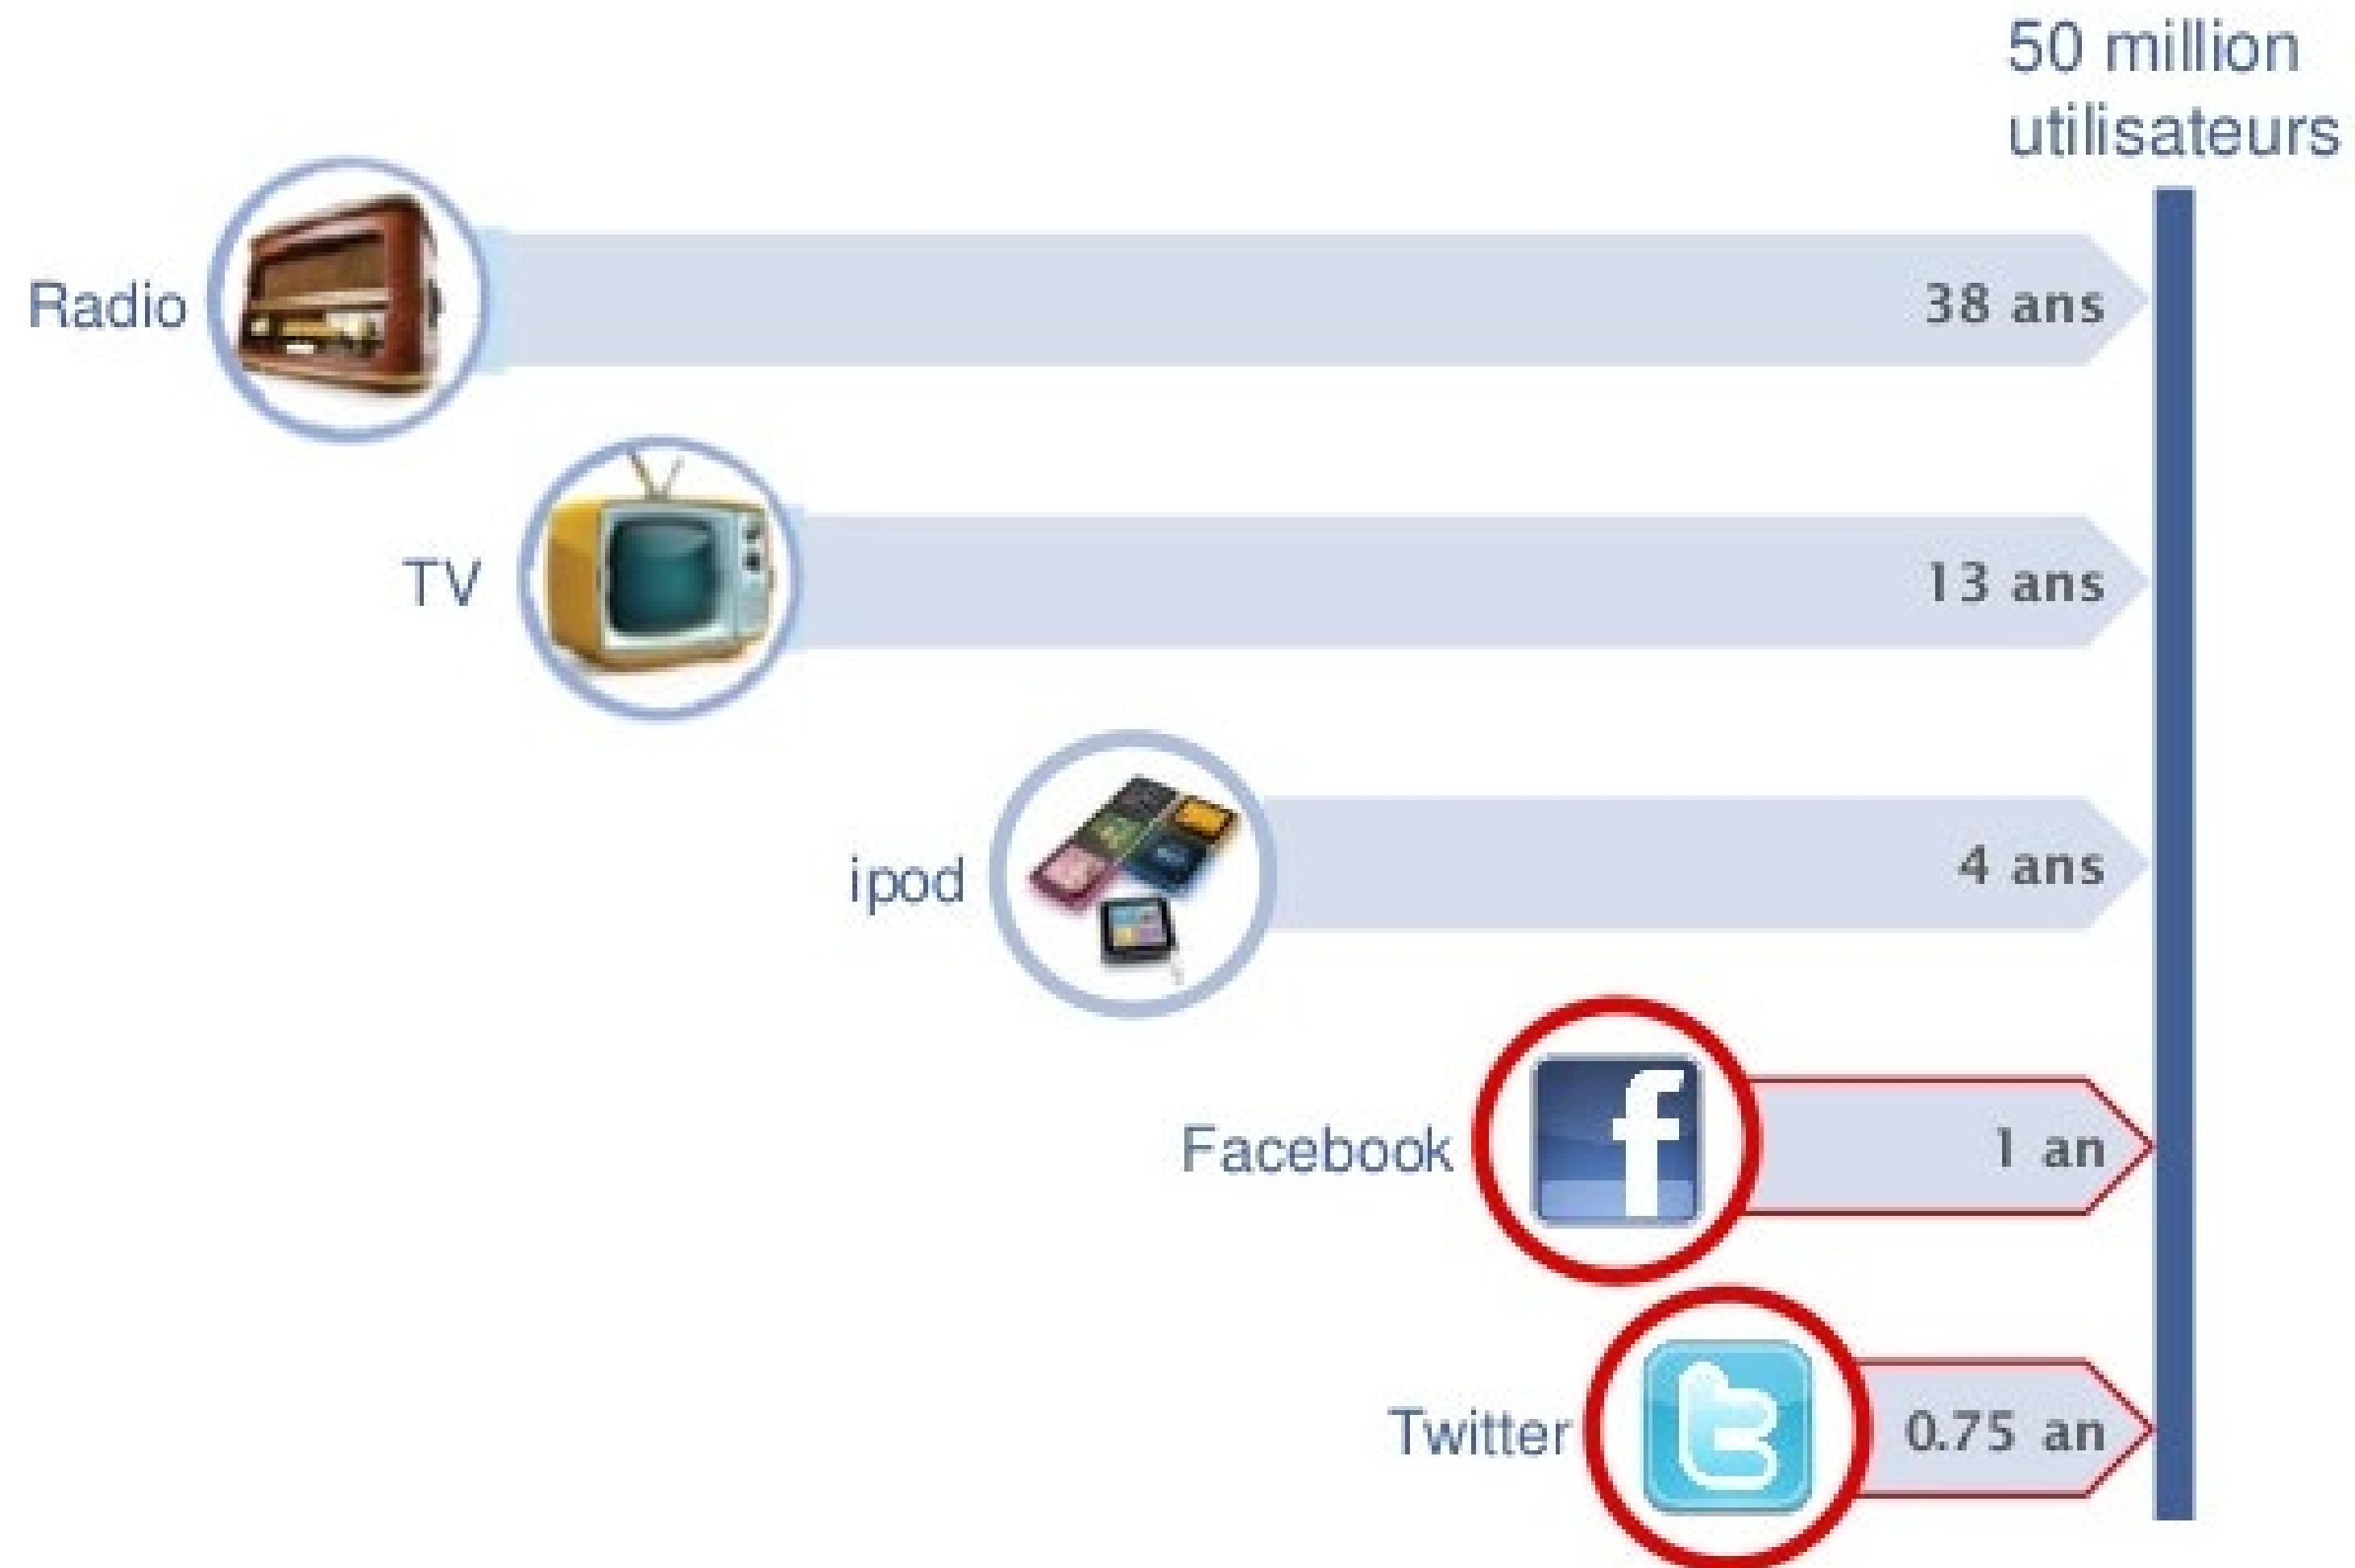 50 million
utilisateurs
Radio
38 ans
TV
13 ans
ipod
4 ans
Facebook
1 an
Twitter
0.75 an